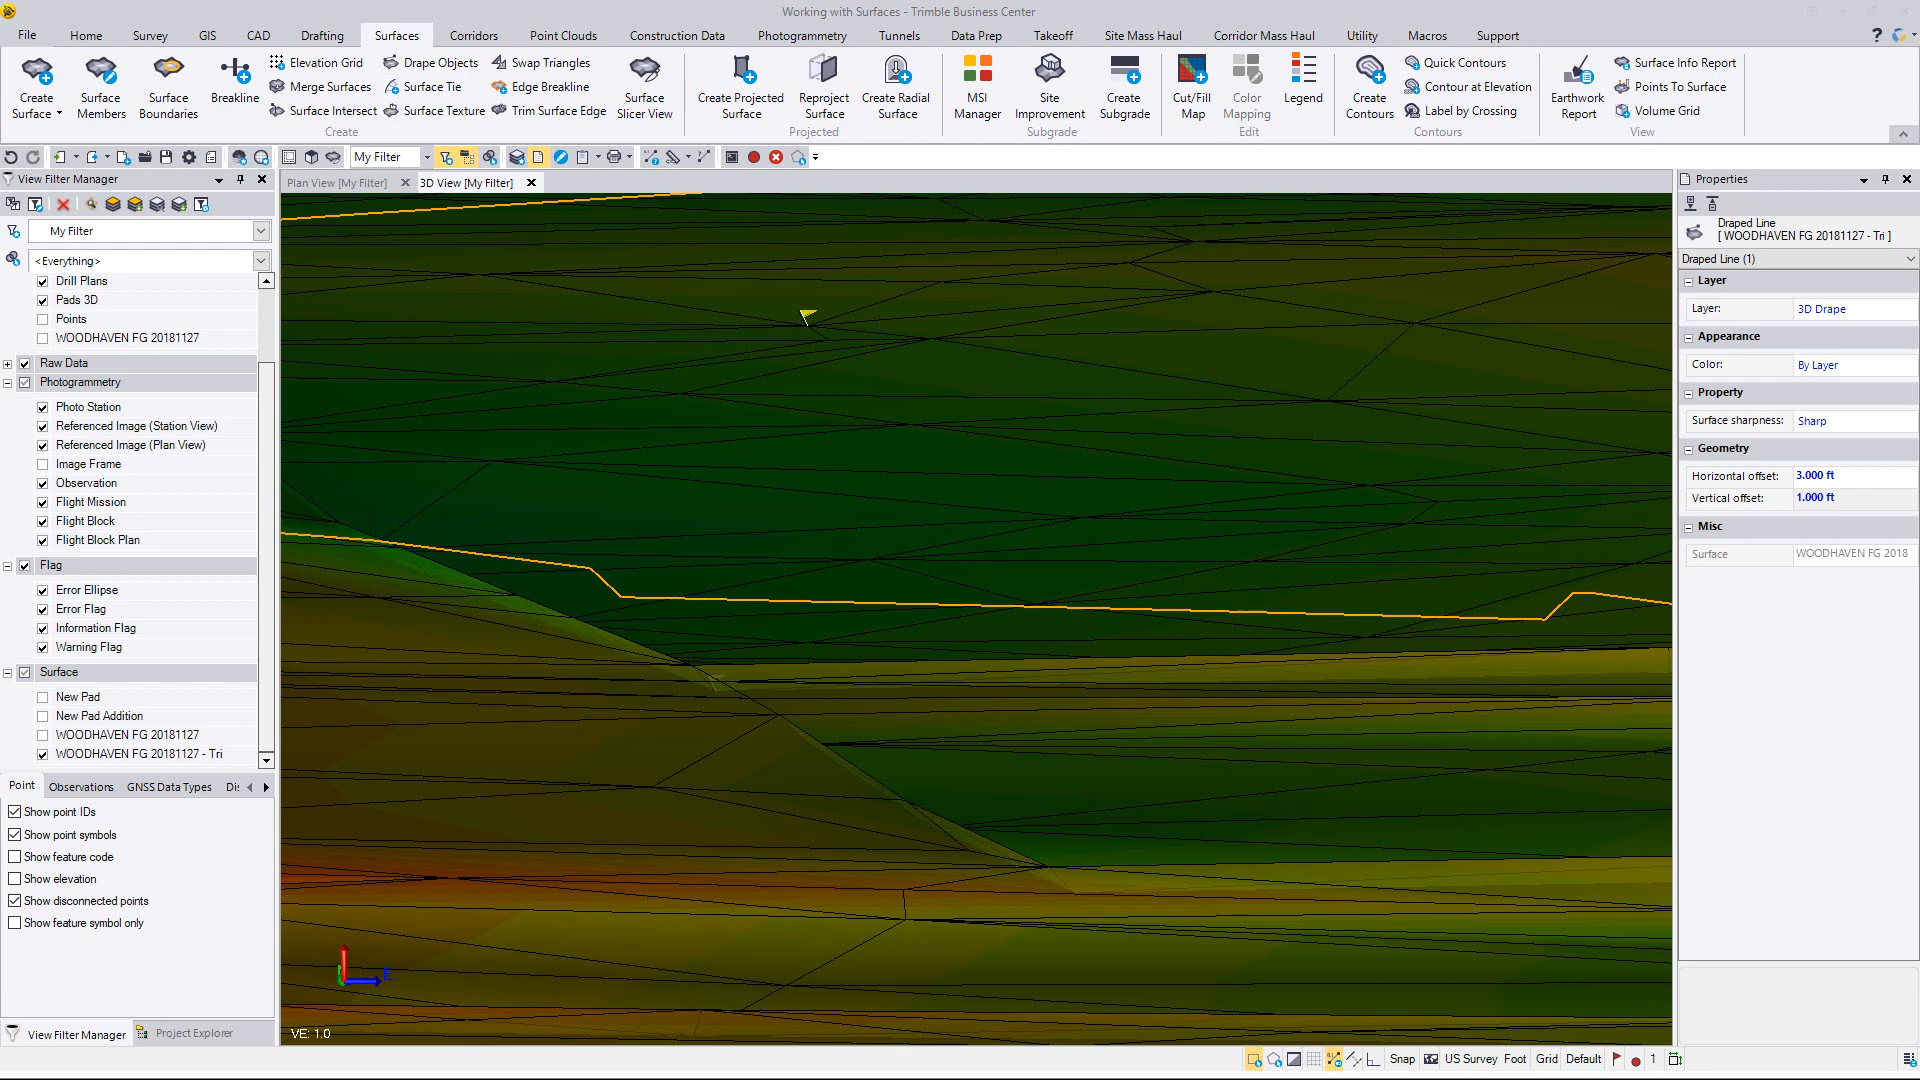 Working with Surfaces - Trimble Business Center
File Home Survey GIS CAD Drafting Surfaces Corridors Point Clouds Construction Data Photogrammetry Tunnels Data Prep Takeoff Site Mass Haul Corridor Mass Haul Utility Macros Support
Create Surface
Surface Members
Surface Boundaries
Breakline
Elevation Grid
Merge Surfaces
Surface Intersect
Drape Objects
Surface Tie
Surface Texture
Swap Triangles
Edge Breakline
Trim Surface Edge
Surface Slicer View
Create
Create Projected Surface
Reproject Surface
Create Radial Surface
Projected
MSI Manager
Site Improvement
Create Subgrade
Subgrade
Cut/Fill Map
Color Mapping
Legend
Edit
Create Contours
Quick Contours
Contour at Elevation
Label by Crossing
Contours
Earthwork Report
Surface Info Report
Points To Surface
Volume Grid
View
My Filter
View Filter Manager
My Filter
<Everything>
Drill Plans
Pads 3D
Points
WOODHAVEN FG 20181127
Raw Data
Photogrammetry
Photo Station
Referenced Image (Station View)
Referenced Image (Plan View)
Image Frame
Observation
Flight Mission
Flight Block
Flight Block Plan
Flag
Error Ellipse
Error Flag
Information Flag
Warning Flag
Surface
New Pad
New Pad Addition
WOODHAVEN FG 20181127
WOODHAVEN FG 20181127 - Tri
Point Observations GNSS Data Types
Show point IDs
Show point symbols
Show feature code
Show elevation
Show disconnected points
Show feature symbol only
View Filter Manager Project Explorer
Plan View [My Filter] 3D View [My Filter]
E
VE: 1.0
Properties
Draped Line
[ WOODHAVEN FG 20181127 - Tri ]
Draped Line (1)
Layer
Layer: 3D Drape
Appearance
Color: By Layer
Property
Surface sharpness: Sharp
Geometry
Horizontal offset: 3.000 ft
Vertical offset: 1.000 ft
Misc
Surface WOODHAVEN FG 2018
Snap US Survey Foot Grid Default 1